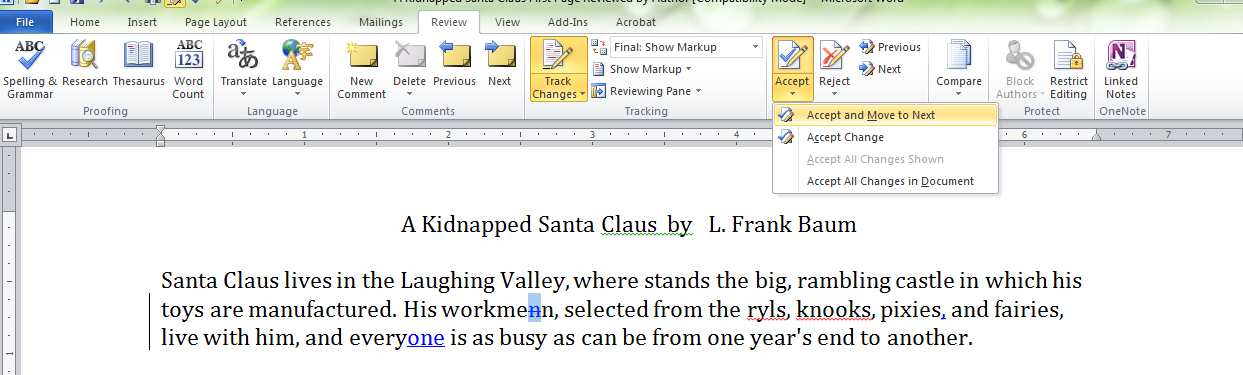 A Kidnapped Santa Claus First Page Reviewed by Author [Compatibility Mode] - Microsoft Word
File Home Insert Page Layout References Mailings Review View Add-Ins Acrobat
ABC ABC 123 Final: Show Markup Previous
Spelling & Grammar Research Thesaurus Word Count Translate Language New Comment Delete Previous Next Track Changes Show Markup Reviewing Pane Accept Reject Next Compare Block Authors Restrict Editing Linked Notes
Proofing Language Comments Tracking Protect OneNote
Accept and Move to Next
Accept Change
Accept All Changes Shown
Accept All Changes in Document
L 1 2 3 4 6 7
A Kidnapped Santa Claus by L. Frank Baum
Santa Claus lives in the Laughing Valley, where stands the big, rambling castle in which his
toys are manufactured. His workmenn, selected from the ryls, knooks, pixies, and fairies,
live with him, and everyone is as busy as can be from one year's end to another.
1